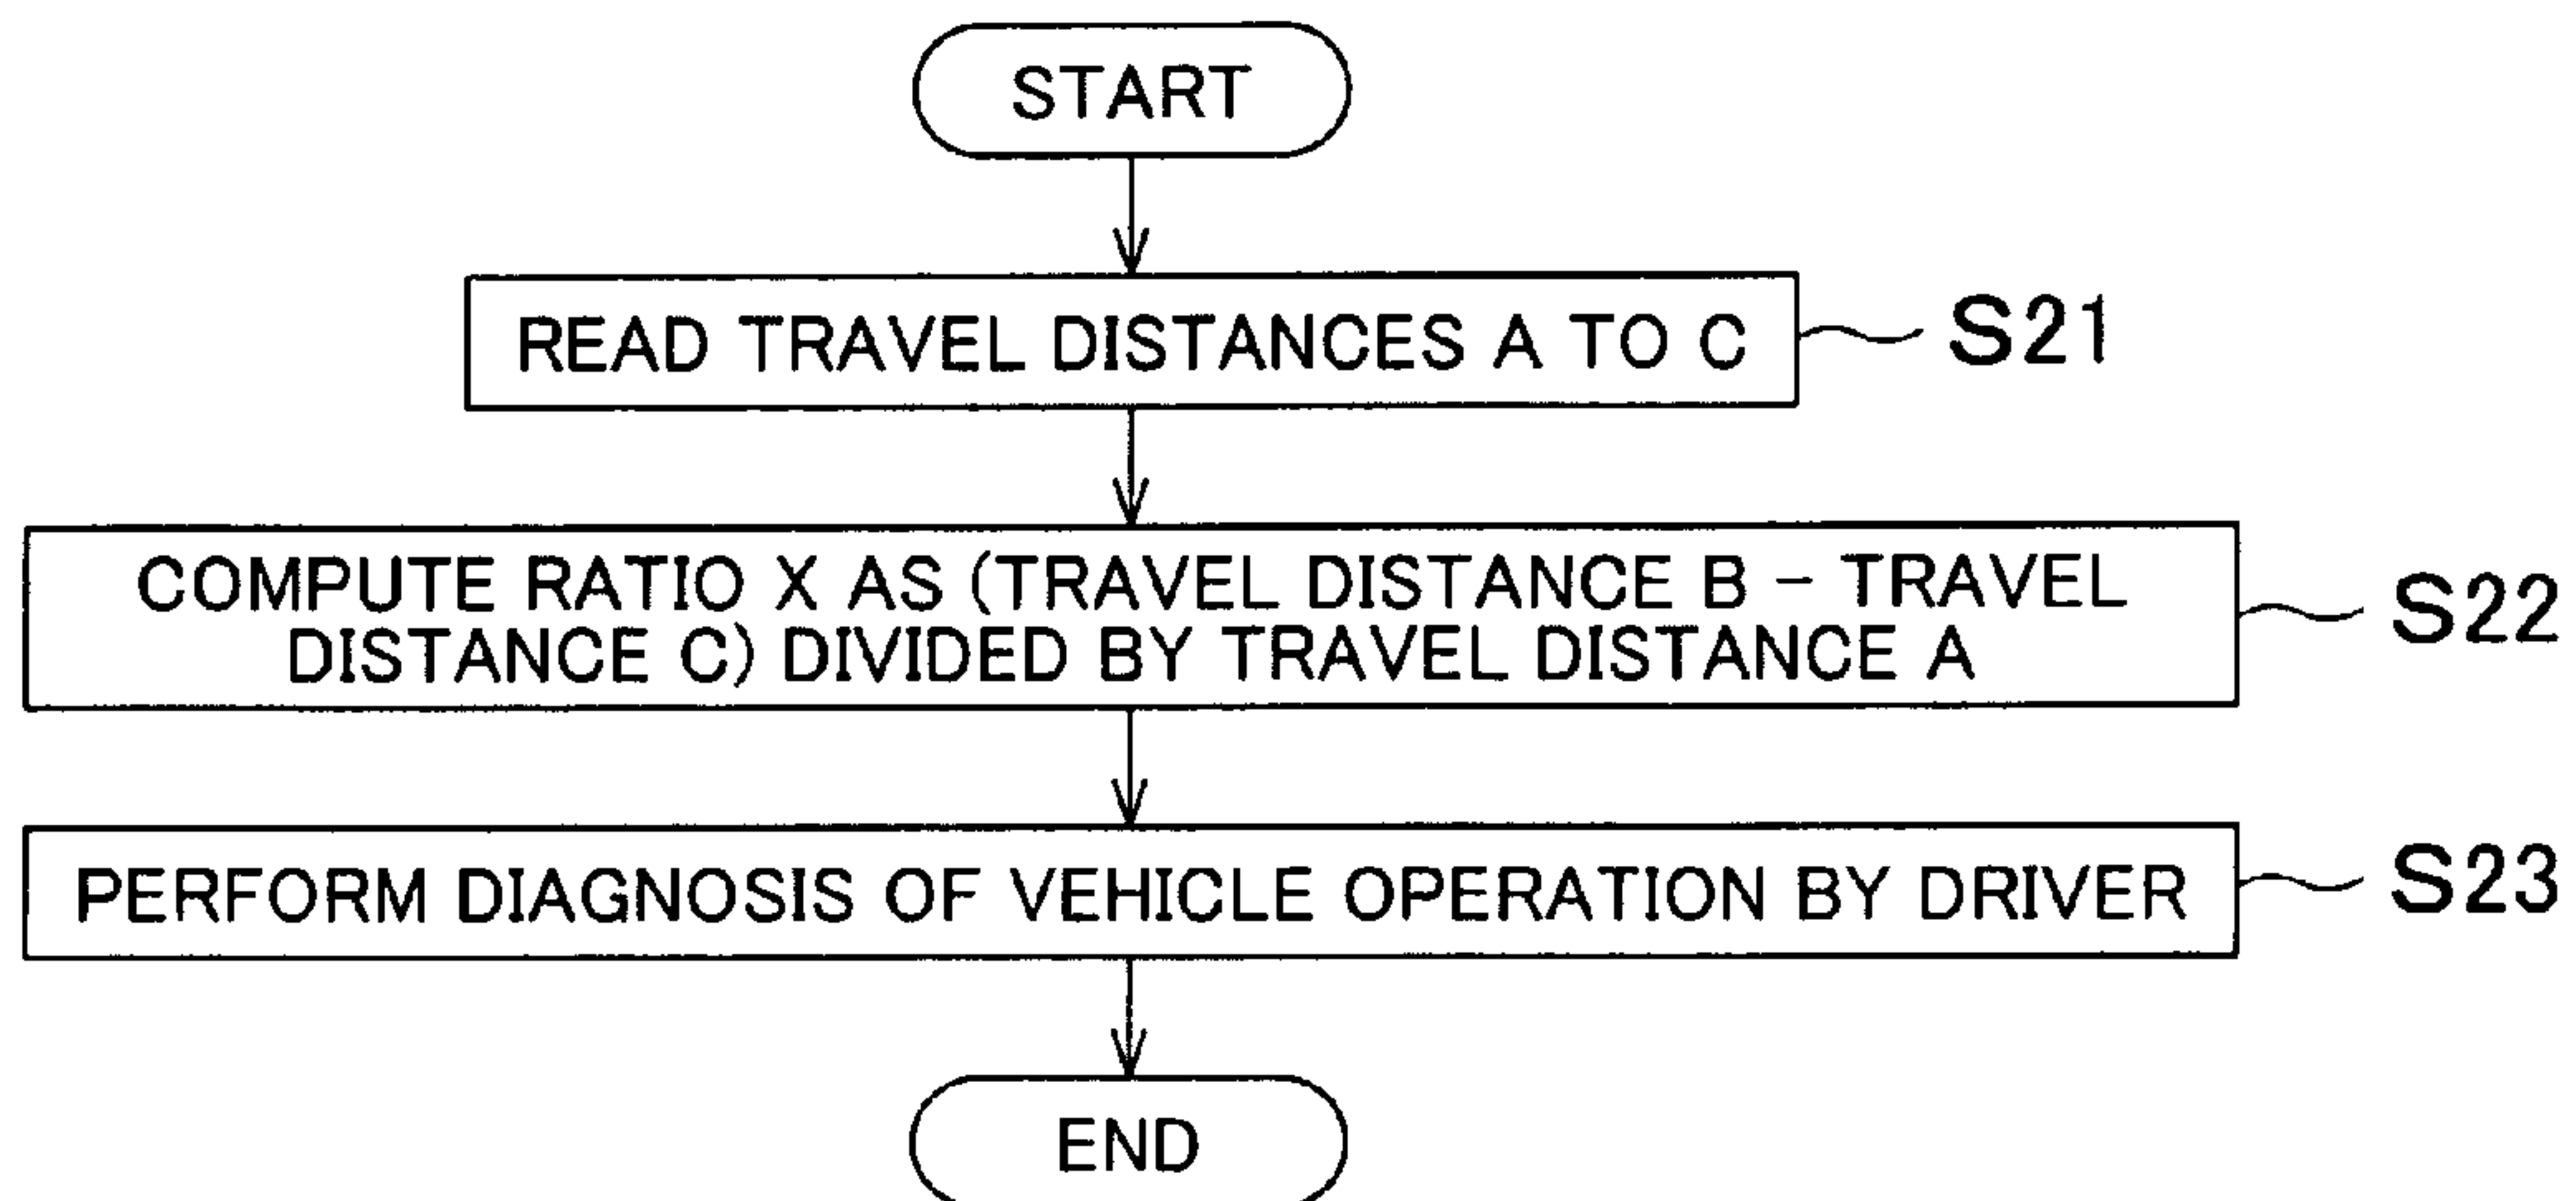 START
READ TRAVEL DISTANCES A TO C
S21
COMPUTE RATIO X AS (TRAVEL DISTANCE B - TRAVEL
DISTANCE C) DIVIDED BY TRAVEL DISTANCE A
S22
PERFORM DIAGNOSIS OF VEHICLE OPERATION BY DRIVER
S23
END